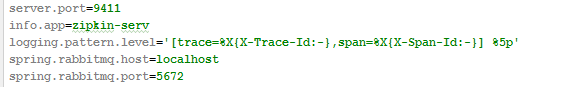 server.port=9411
info.app=zipkin-serv
logging.pattern.level='[trace=%X{X-Trace-Id:-},span=%X{X-Span-Id:-}] %5p'
spring.rabbitmq.host=localhost
spring.rabbitmq.port=5672